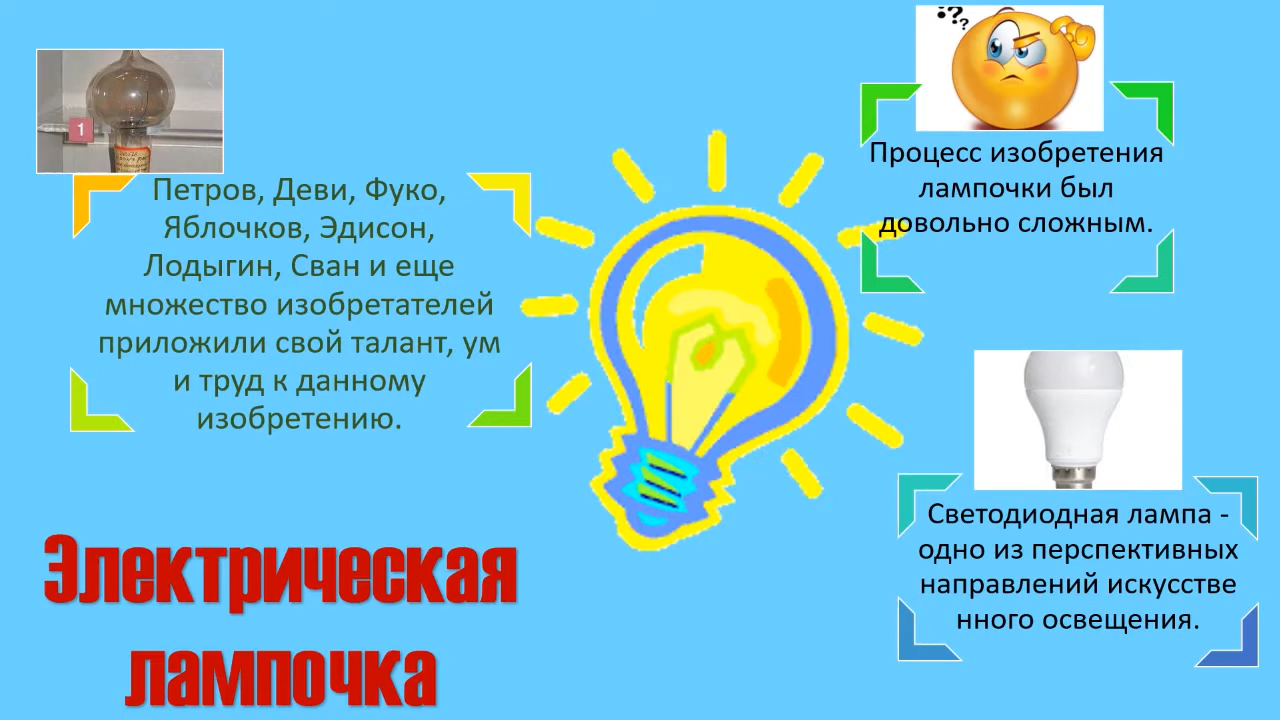 1
Петров, Деви, Фуко,
Яблочков, Эдисон,
Лодыгин, Сван и еще
множество изобретателей
приложили свой талант, ум
и труд к данному
изобретению.
??
?
Процесс изобретения
лампочки был
довольно сложным.
Светодиодная лампа -
одно из перспективных
направлений искусстве
нного освещения.
Электрическая
лампочка